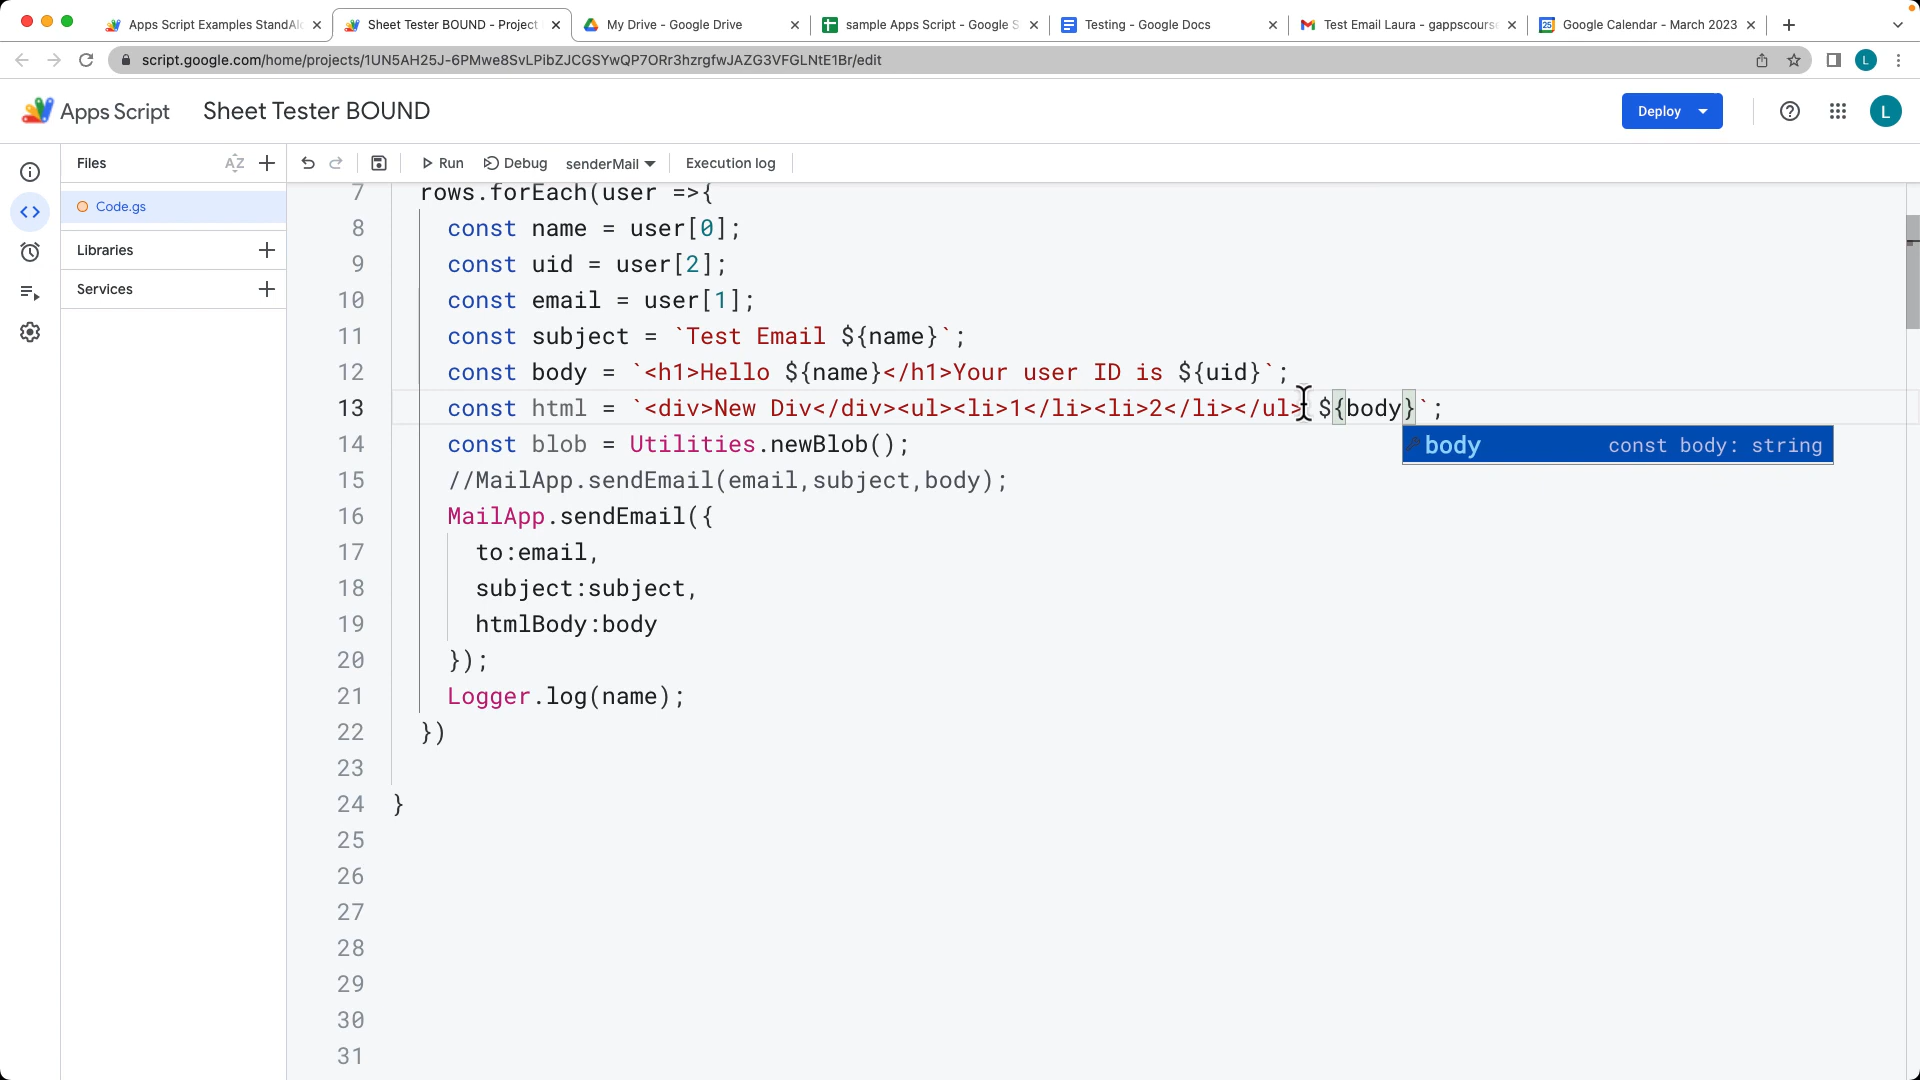 Apps Script Examples StandAl
Sheet Tester BOUND - Project
My Drive - Google Drive
sample Apps Script - Google S
Testing - Google Docs
Test Email Laura - gappscours
Google Calendar - March 2023
script.google.com/home/projects/1UN5AH25J-6PMwe8SvLPibZJCGSYwQP7ORr3hzrgfwJAZG3VFGLNtE1Br/edit
L
Apps Script
Sheet Tester BOUND
Deploy
L
Files
AZ
Run
Debug
senderMail
Execution log
Code.gs
Libraries
Services
7 rows.forEach(user =>{
8 const name = user[0];
9 const uid = user[2];
10 const email = user[1];
11 const subject = `Test Email ${name}`;
12 const body = `<h1>Hello ${name}</h1>Your user ID is ${uid}`;
13 const html = `<div>New Div</div><ul><li>1</li><li>2</li></ul> ${body}`;
body const body: string
14 const blob = Utilities.newBlob();
15 //MailApp.sendEmail(email,subject,body);
16 MailApp.sendEmail({
17 to:email,
18 subject:subject,
19 htmlBody:body
20 });
21 Logger.log(name);
22 })
23
24 }
25
26
27
28
29
30
31